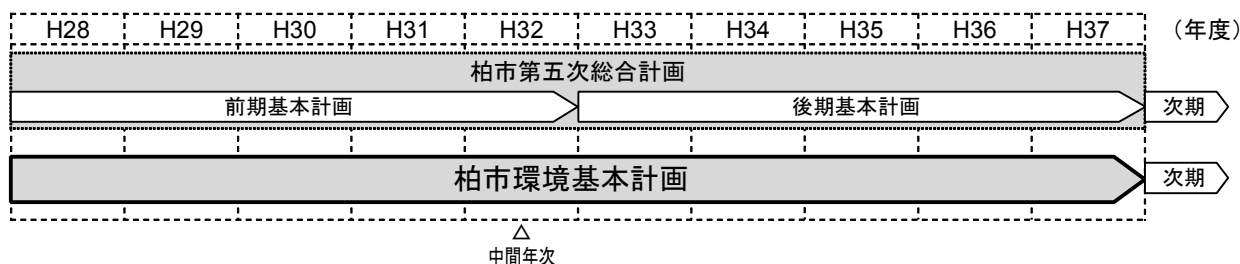 H28 H29 H30 H31 H32 H33 H34 H35 H36 H37 （年度）
柏市第五次総合計画
前期基本計画 後期基本計画 次期
柏市環境基本計画 次期
△
中間年次